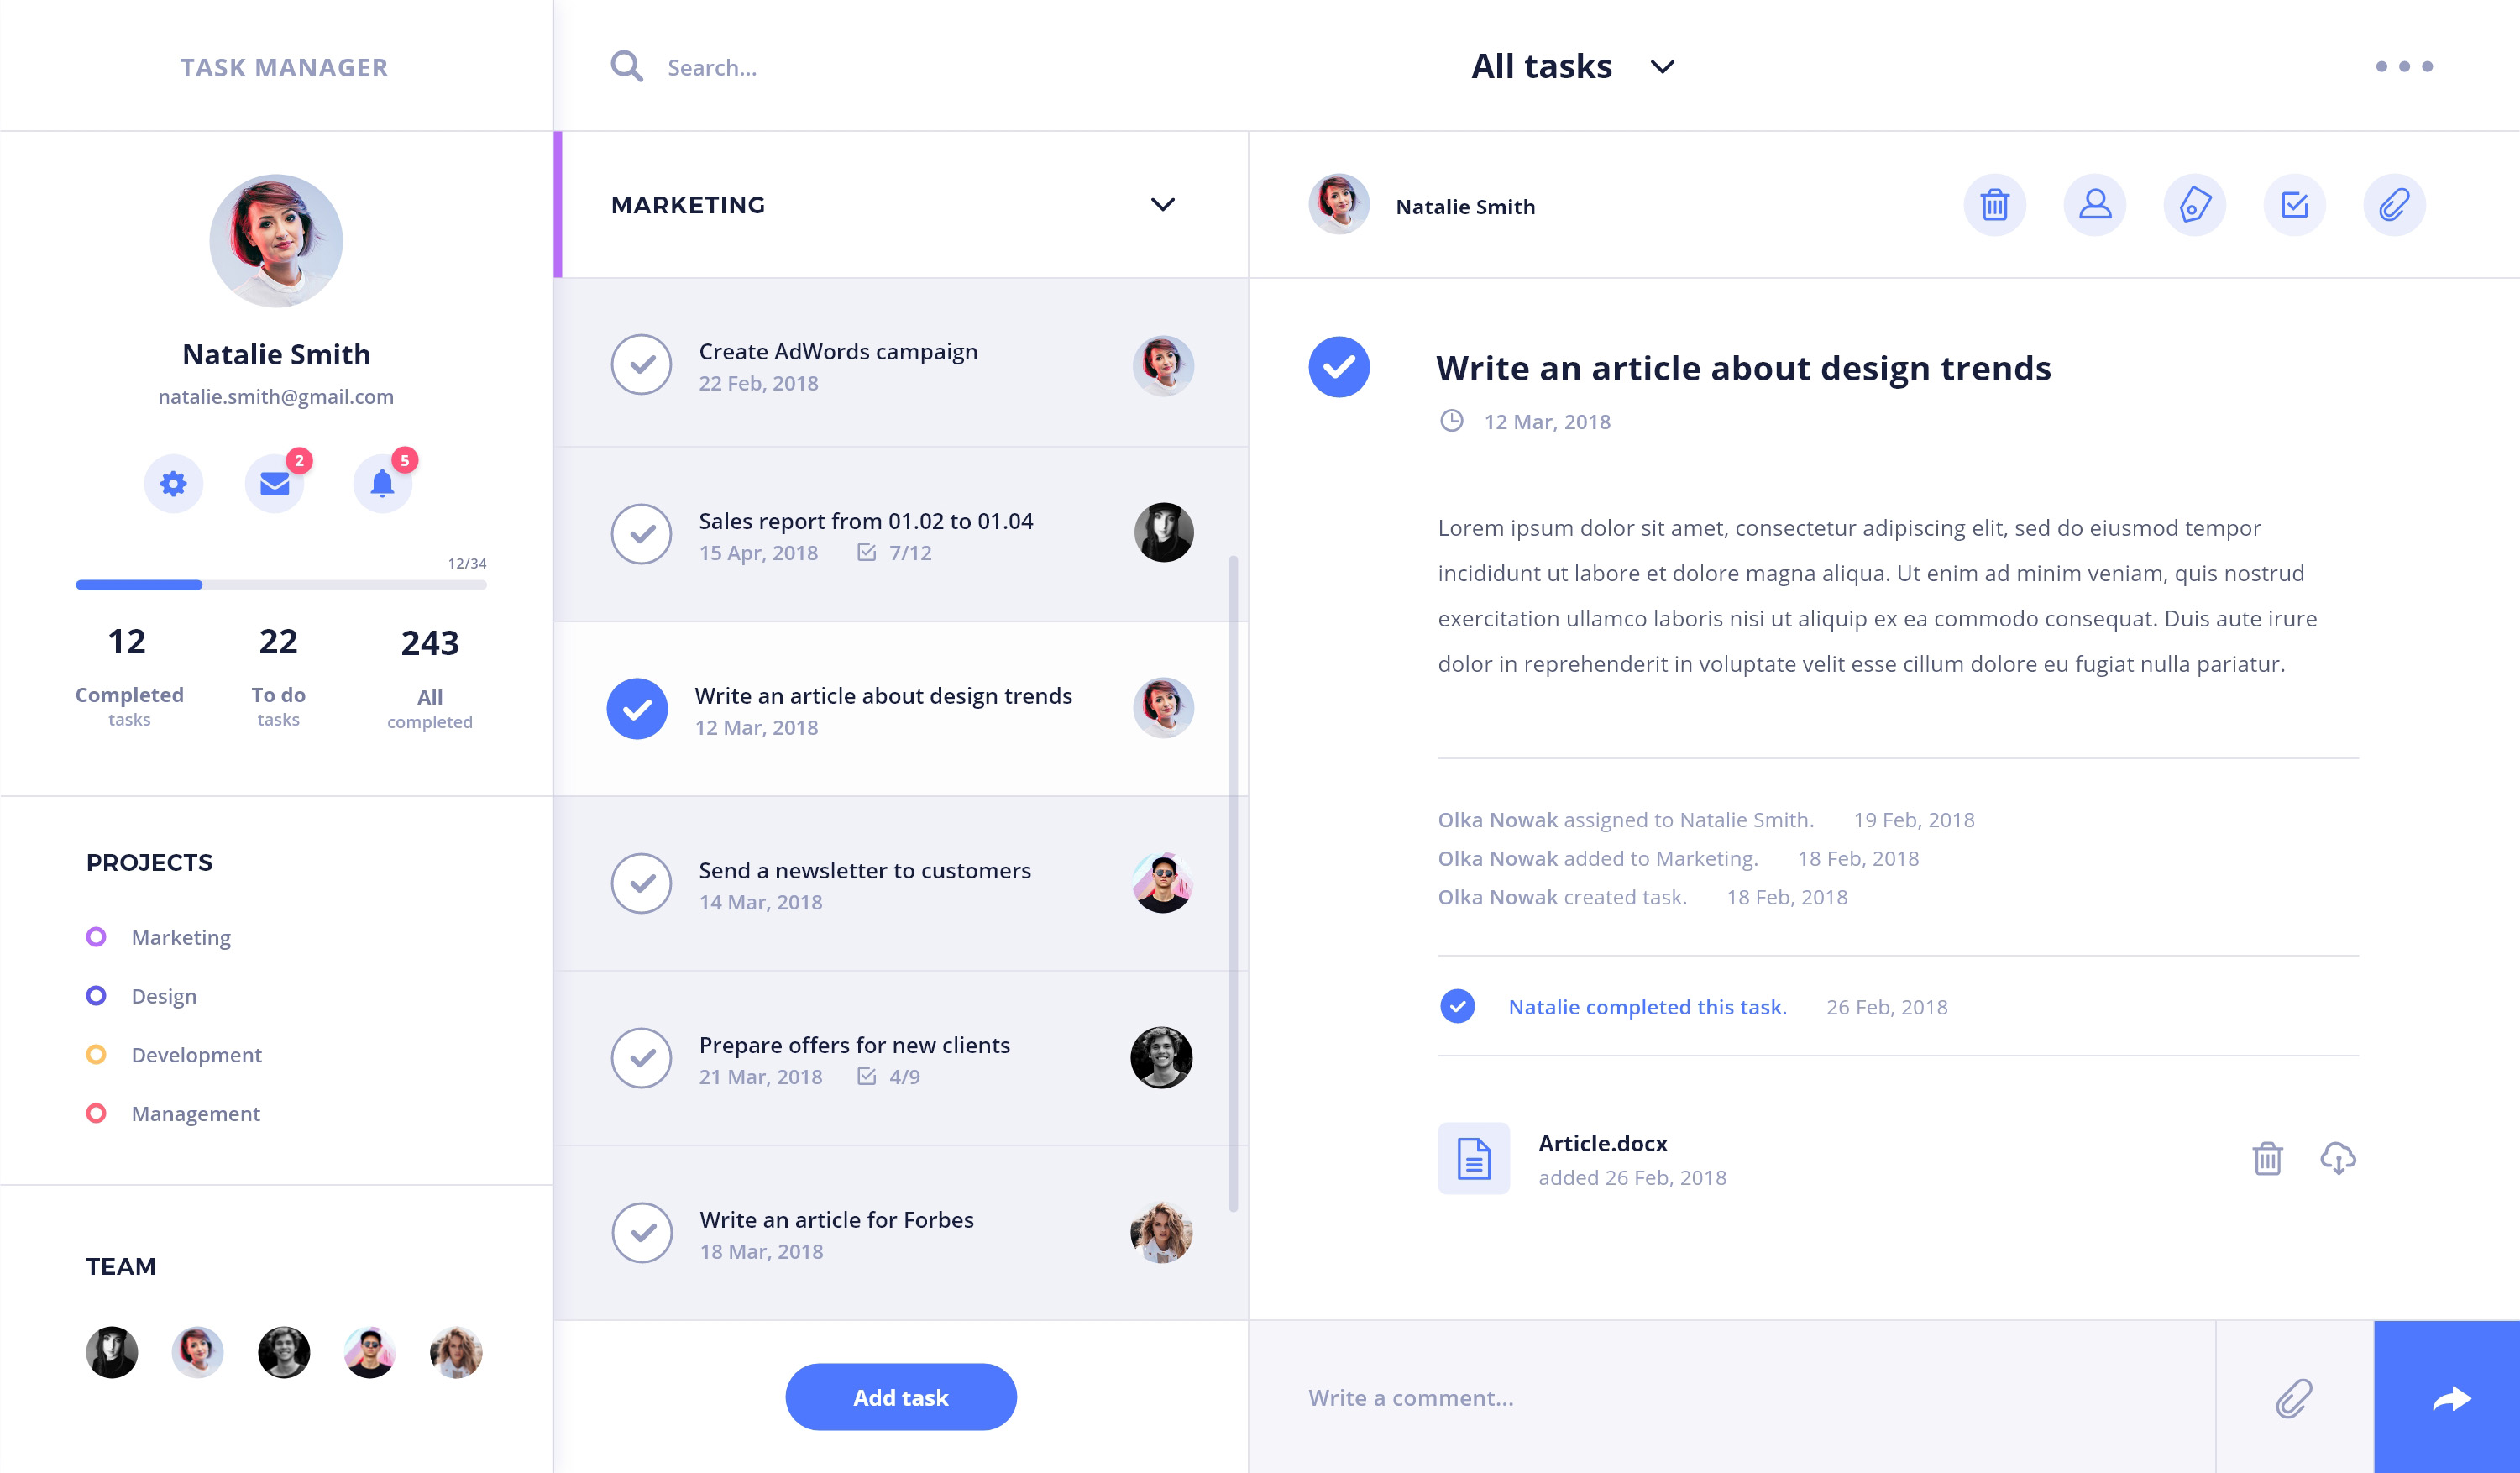 TASK MANAGER
Search...
All tasks
Natalie Smith
natalie.smith@gmail.com
2
5
12/34
12
22
243
Completed
To do
All
tasks
tasks
completed
PROJECTS
Marketing
Design
Development
Management
TEAM
MARKETING
Create AdWords campaign
22 Feb, 2018
Sales report from 01.02 to 01.04
15 Apr, 2018 7/12
Write an article about design trends
12 Mar, 2018
Send a newsletter to customers
14 Mar, 2018
Prepare offers for new clients
21 Mar, 2018 4/9
Write an article for Forbes
18 Mar, 2018
Add task
Natalie Smith
Write an article about design trends
12 Mar, 2018
Lorem ipsum dolor sit amet, consectetur adipiscing elit, sed do eiusmod tempor
incididunt ut labore et dolore magna aliqua. Ut enim ad minim veniam, quis nostrud
exercitation ullamco laboris nisi ut aliquip ex ea commodo consequat. Duis aute irure
dolor in reprehenderit in voluptate velit esse cillum dolore eu fugiat nulla pariatur.
Olka Nowak assigned to Natalie Smith. 19 Feb, 2018
Olka Nowak added to Marketing. 18 Feb, 2018
Olka Nowak created task. 18 Feb, 2018
Natalie completed this task. 26 Feb, 2018
Article.docx
added 26 Feb, 2018
Write a comment...